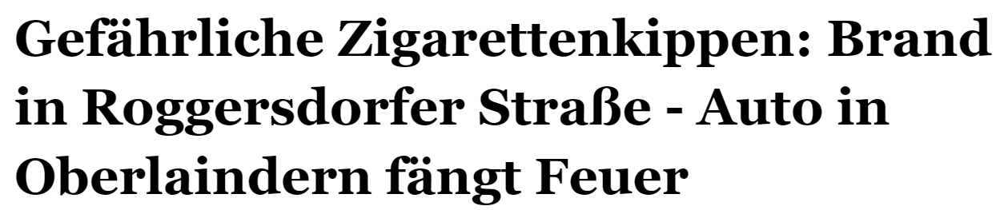 Gefährliche Zigarettenkippen: Brand
in Roggersdorfer Straße - Auto in
Oberlaindern fängt Feuer